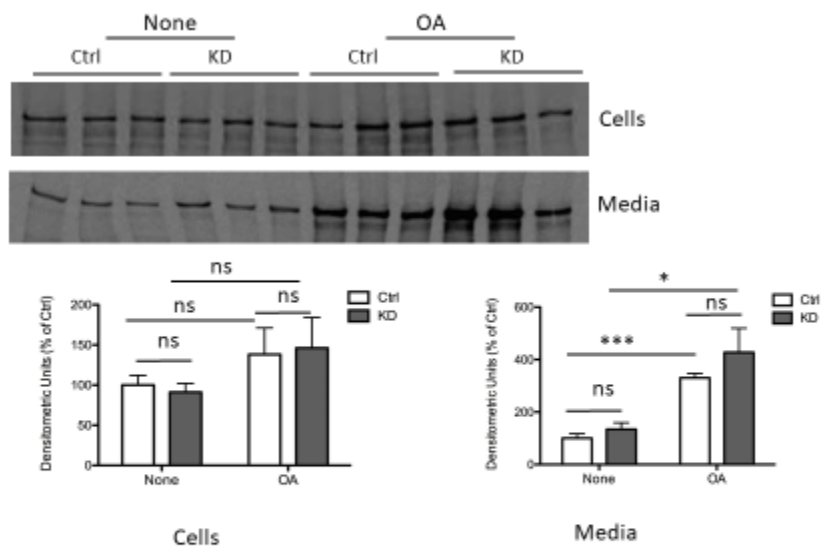 None OA
Ctrl KD Ctrl KD
Cells
Media
ns
ns ns
ns
Ctrl
KD
Densitometric Units (% of Ctrl)
200
150
100
50
0
None OA
Cells
*
ns
***
ns
Ctrl
KD
Densitometric Units (% of Ctrl)
600
400
200
0
None OA
Media